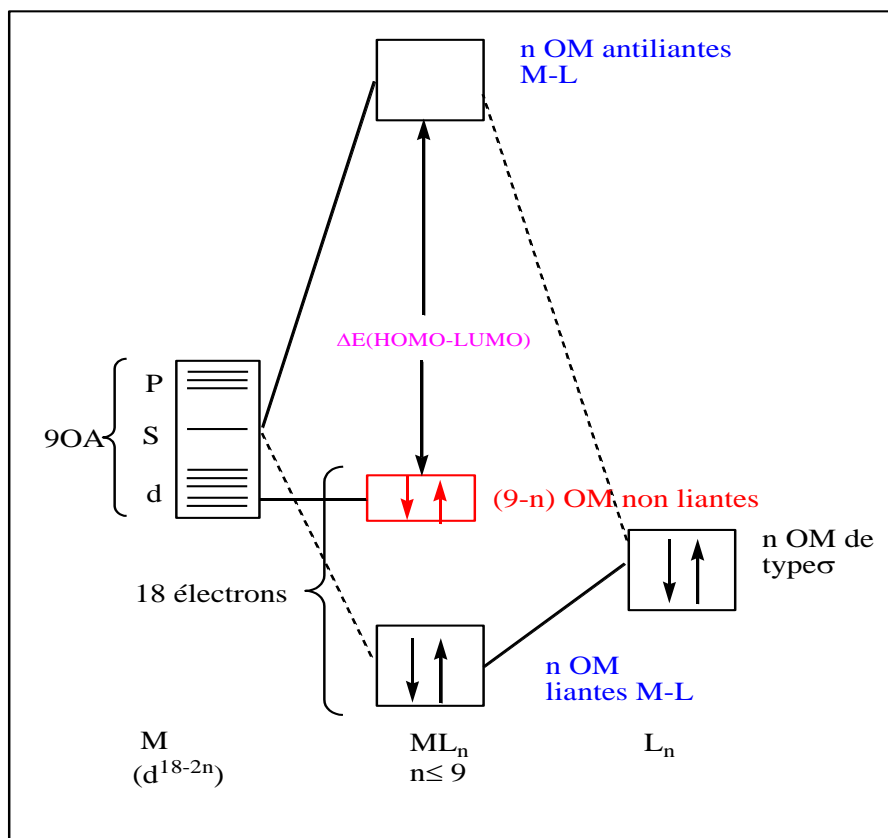 n OM antiliantes
M-L
ΔE(HOMO-LUMO)
P
9OA
S
d
(9-n) OM non liantes
n OM de
typeσ
18 électrons
n OM
liantes M-L
M
(d18-2n)
MLn
n≤ 9
Ln